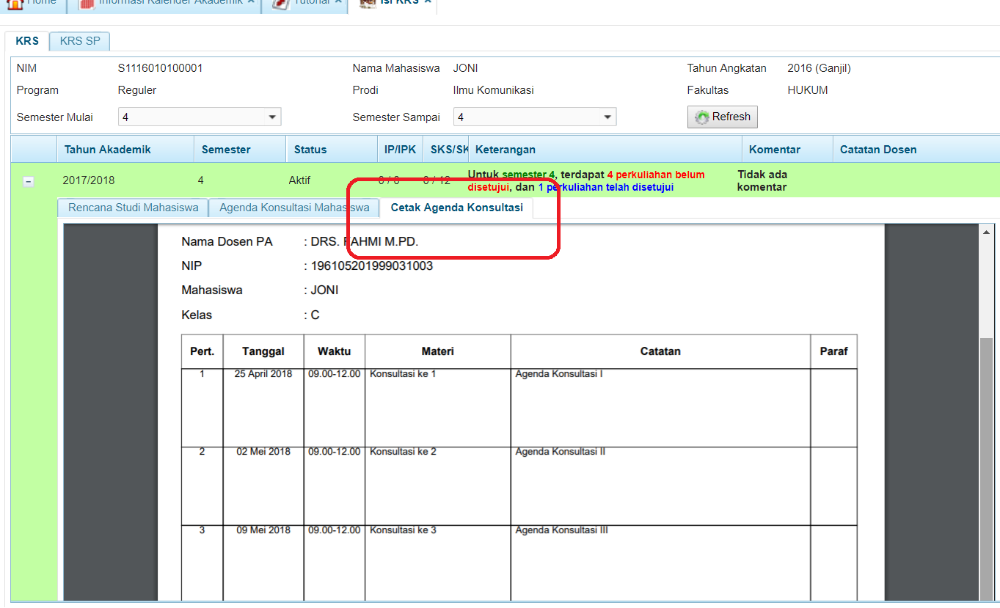 Home Informasi Kalender Akademik Tutorial Isi KRS
KRS KRS SP
NIM S1116010100001 Nama Mahasiswa JONI Tahun Angkatan 2016 (Ganjil)
Program Reguler Prodi Ilmu Komunikasi Fakultas HUKUM
Semester Mulai 4 Semester Sampai 4 Refresh
Tahun Akademik Semester Status IP/IPK SKS/SK Keterangan Komentar Catatan Dosen
2017/2018 4 Aktif 0 / 0 0 / 12 Untuk semester 4, terdapat 4 perkuliahan belum Tidak ada
disetujui, dan 1 perkuliahan telah disetujui komentar
Rencana Studi Mahasiswa Agenda Konsultasi Mahasiswa Cetak Agenda Konsultasi
Nama Dosen PA : DRS. FAHMI M.PD.
NIP : 196105201999031003
Mahasiswa : JONI
Kelas : C
Pert. Tanggal Waktu Materi Catatan Paraf
1 25 April 2018 09.00-12.00 Konsultasi ke 1 Agenda Konsultasi I
2 02 Mei 2018 09.00-12.00 Konsultasi ke 2 Agenda Konsultasi II
3 09 Mei 2018 09.00-12.00 Konsultasi ke 3 Agenda Konsultasi III